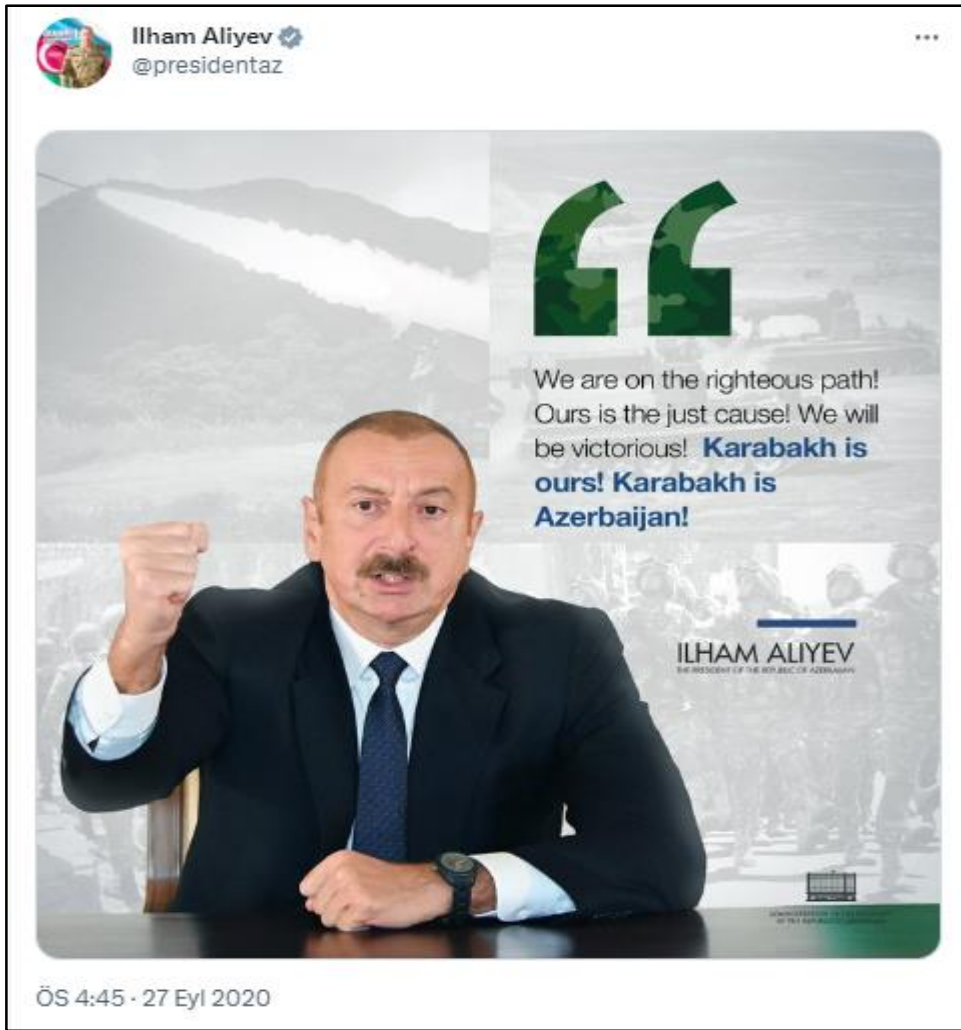 Ilham Aliyev
@presidentaz
We are on the righteous path!
Ours is the just cause! We will
be victorious! Karabakh is
ours! Karabakh is
Azerbaijan!
ILHAM ALIYEV
THE PRESIDENT OF THE REPUBLIC OF AZERBAIJAN
ÖS 4:45 · 27 Eyl 2020